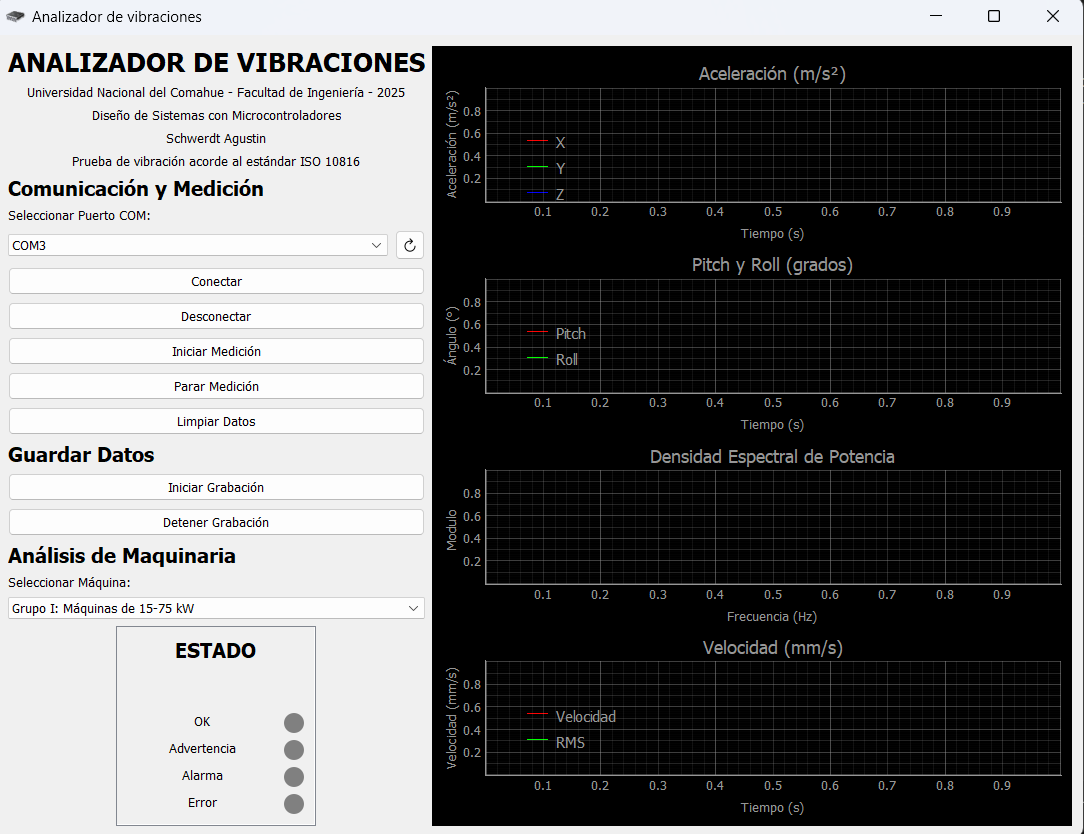 Analizador de vibraciones
ANALIZADOR DE VIBRACIONES
Universidad Nacional del Comahue - Facultad de Ingeniería - 2025
Diseño de Sistemas con Microcontroladores
Schwerdt Agustin
Prueba de vibración acorde al estándar ISO 10816
Comunicación y Medición
Seleccionar Puerto COM:
COM3
Conectar
Desconectar
Iniciar Medición
Parar Medición
Limpiar Datos
Guardar Datos
Iniciar Grabación
Detener Grabación
Análisis de Maquinaria
Seleccionar Máquina:
Grupo I: Máquinas de 15-75 kW
ESTADO
OK
Advertencia
Alarma
Error
Aceleración (m/s²)
Aceleración (m/s²)
0.8
0.6
0.4
0.2
X
Y
Z
0.1 0.2 0.3 0.4 0.5 0.6 0.7 0.8 0.9
Tiempo (s)
Pitch y Roll (grados)
Ángulo (º)
0.8
0.6
0.4
0.2
Pitch
Roll
0.1 0.2 0.3 0.4 0.5 0.6 0.7 0.8 0.9
Tiempo (s)
Densidad Espectral de Potencia
Modulo
0.8
0.6
0.4
0.2
0.1 0.2 0.3 0.4 0.5 0.6 0.7 0.8 0.9
Frecuencia (Hz)
Velocidad (mm/s)
Velocidad (mm/s)
0.8
0.6
0.4
0.2
Velocidad
RMS
0.1 0.2 0.3 0.4 0.5 0.6 0.7 0.8 0.9
Tiempo (s)